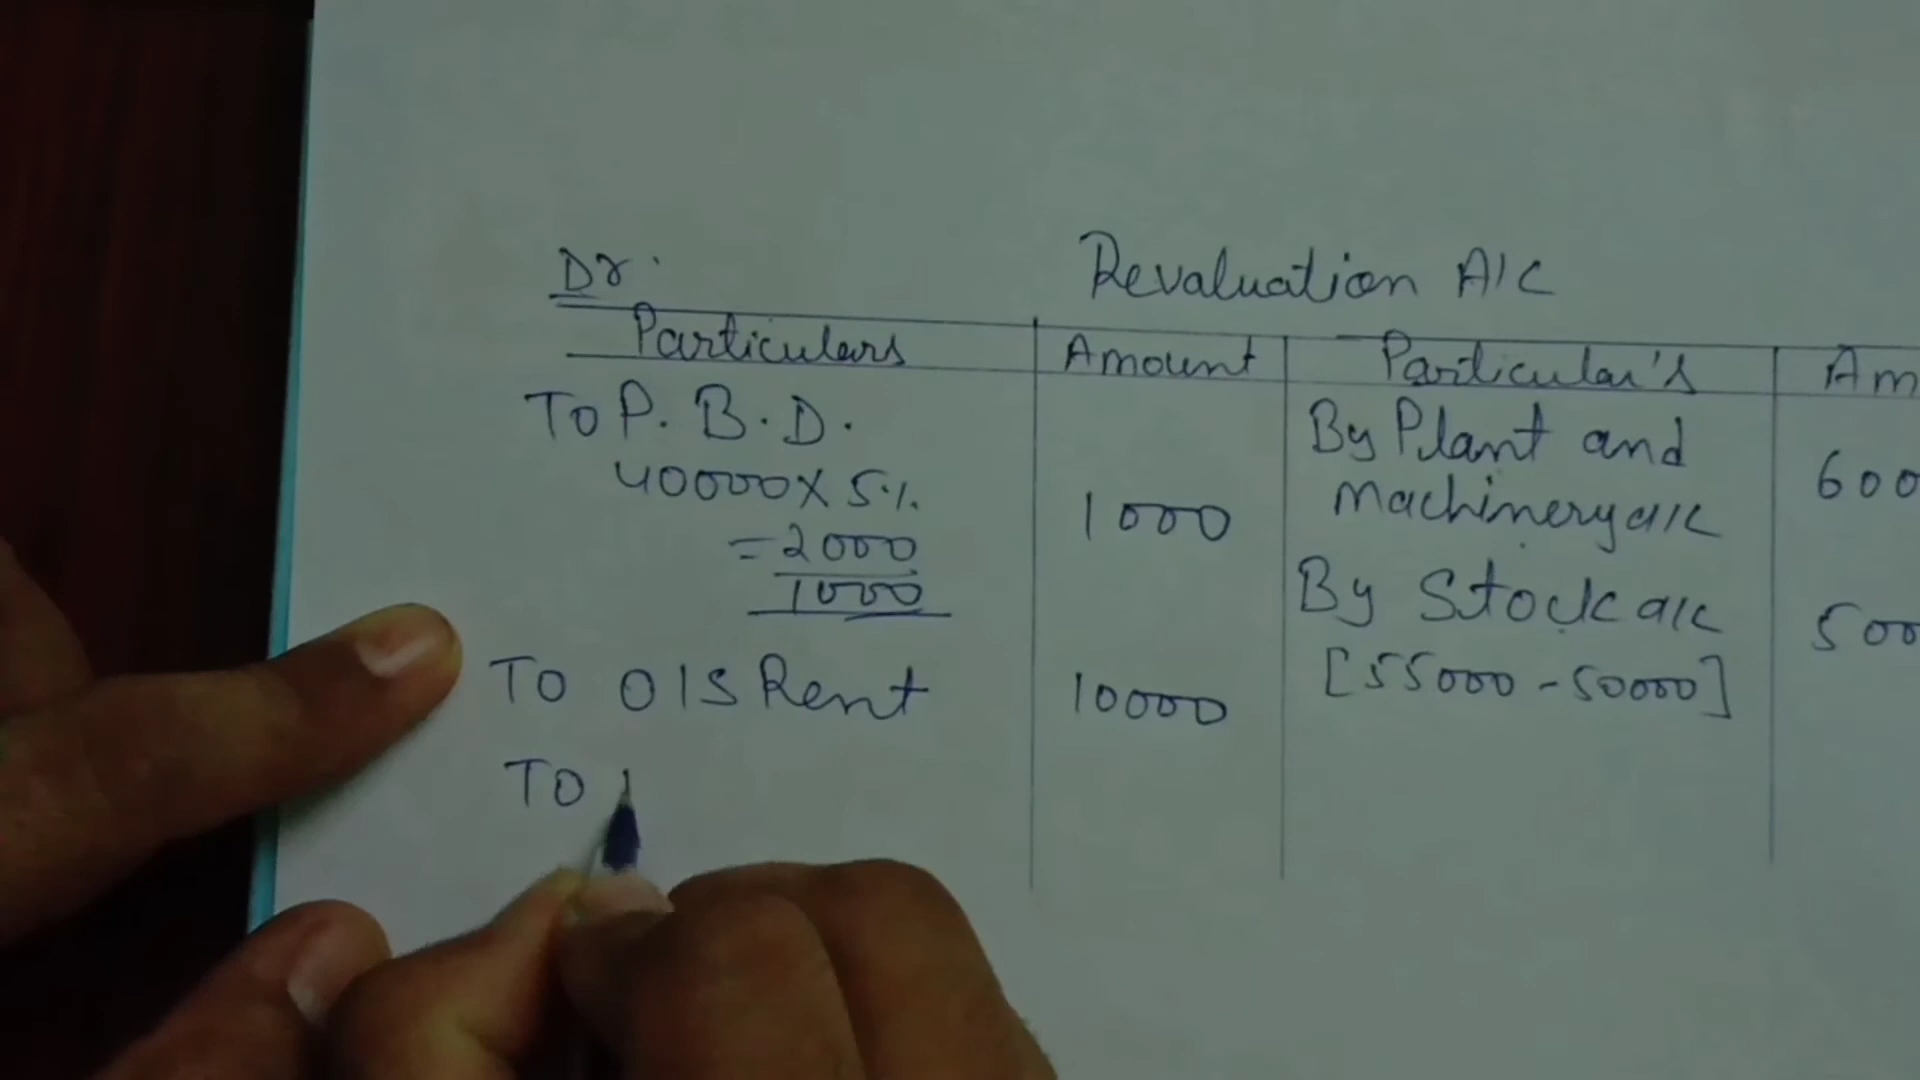 Dr. Revaluation A/C
Particulars Amount Particular's Am
To P. B. D.
40000 X 5%
= 2000
1000
1000
By Plant and
Machinery a/c
600
By Stock a/c
[55000 - 50000]
500
To O/S Rent 10000
To